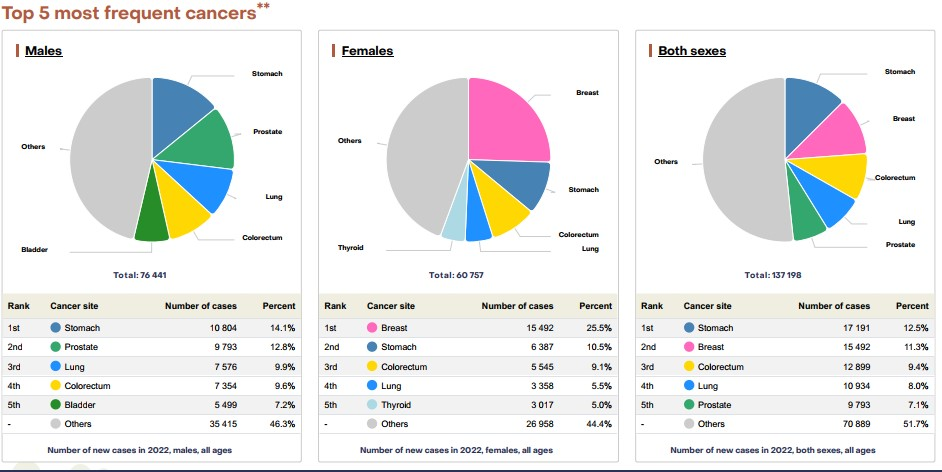 Top 5 most frequent cancers**
Males
Stomach
Prostate
Others
Lung
Colorectum
Bladder
Total: 76 441
Rank Cancer site Number of cases Percent
1st Stomach 10 804 14.1%
2nd Prostate 9 793 12.8%
3rd Lung 7 576 9.9%
4th Colorectum 7 354 9.6%
5th Bladder 5 499 7.2%
- Others 35 415 46.3%
Number of new cases in 2022, males, all ages
Females
Breast
Others
Stomach
Colorectum
Thyroid
Lung
Total: 60 757
Rank Cancer site Number of cases Percent
1st Breast 15 492 25.5%
2nd Stomach 6 387 10.5%
3rd Colorectum 5 545 9.1%
4th Lung 3 358 5.5%
5th Thyroid 3 017 5.0%
- Others 26 958 44.4%
Number of new cases in 2022, females, all ages
Both sexes
Stomach
Breast
Others
Colorectum
Lung
Prostate
Total: 137 198
Rank Cancer site Number of cases Percent
1st Stomach 17 191 12.5%
2nd Breast 15 492 11.3%
3rd Colorectum 12 899 9.4%
4th Lung 10 934 8.0%
5th Prostate 9 793 7.1%
- Others 70 889 51.7%
Number of new cases in 2022, both sexes, all ages